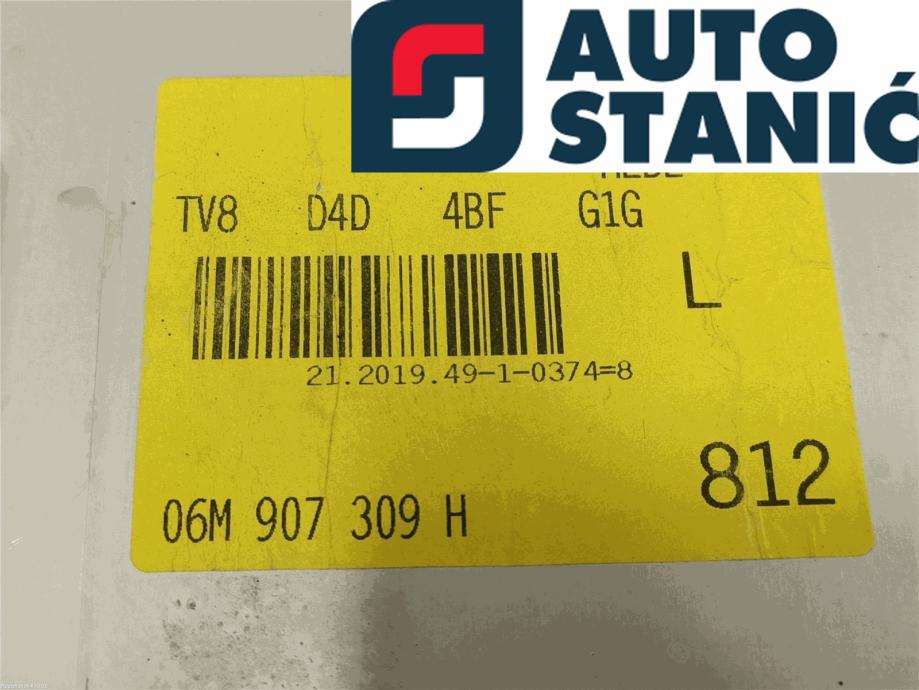 AUTO
STANIĆ
TV8 D4D 4BF G1G
L
21.2019.49-1-0374=8
812
06M 907 309 H